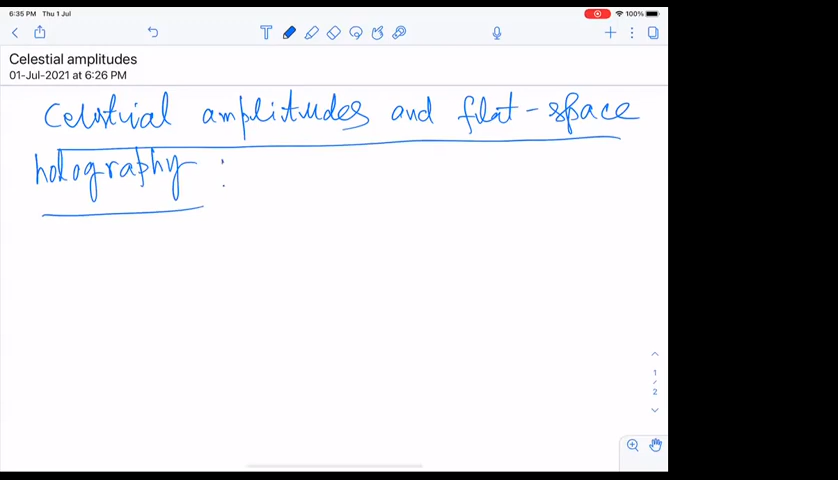 6:35 PM Thu 1 Jul
100%
Celestial amplitudes
01-Jul-2021 at 6:26 PM
Celestial amplitudes and flat-space
holography :
1
/
2